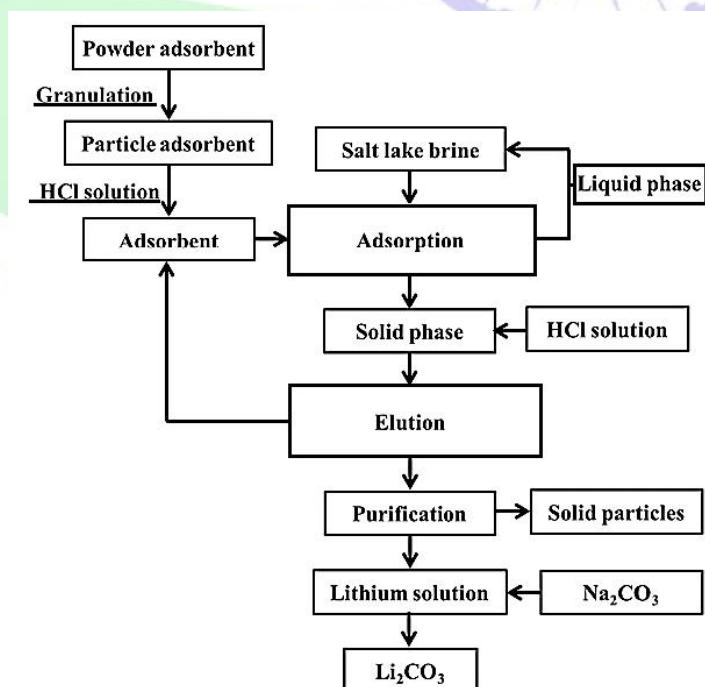 Powder adsorbent
Granulation
Particle adsorbent
HCl solution
Adsorbent
Salt lake brine
Liquid phase
Adsorption
Solid phase
HCl solution
Elution
Purification
Solid particles
Lithium solution
Na₂CO₃
Li₂CO₃